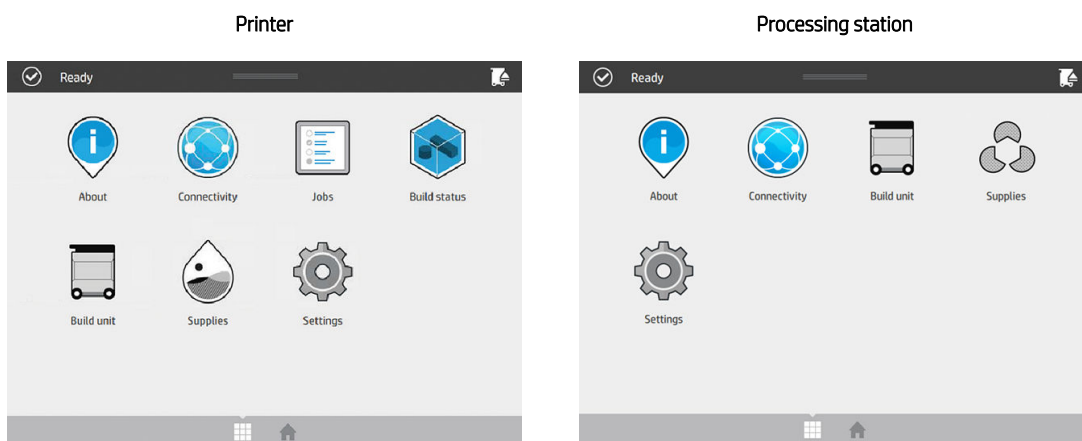 Printer
Ready
About
Connectivity
Jobs
Build status
Build unit
Supplies
Settings
Processing station
Ready
About
Connectivity
Build unit
Supplies
Settings